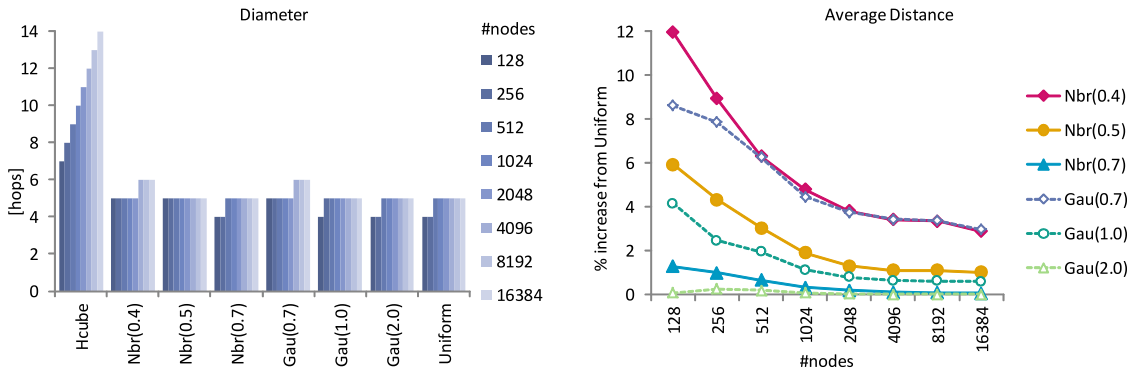 Diameter
[hops]
14
12
10
8
6
4
2
0
Hcube
Nbr(0.4)
Nbr(0.5)
Nbr(0.7)
Gau(0.7)
Gau(1.0)
Gau(2.0)
Uniform
#nodes
128
256
512
1024
2048
4096
8192
16384
Average Distance
% increase from Uniform
12
10
8
6
4
2
0
128
256
512
1024
2048
4096
8192
16384
#nodes
Nbr(0.4)
Nbr(0.5)
Nbr(0.7)
Gau(0.7)
Gau(1.0)
Gau(2.0)